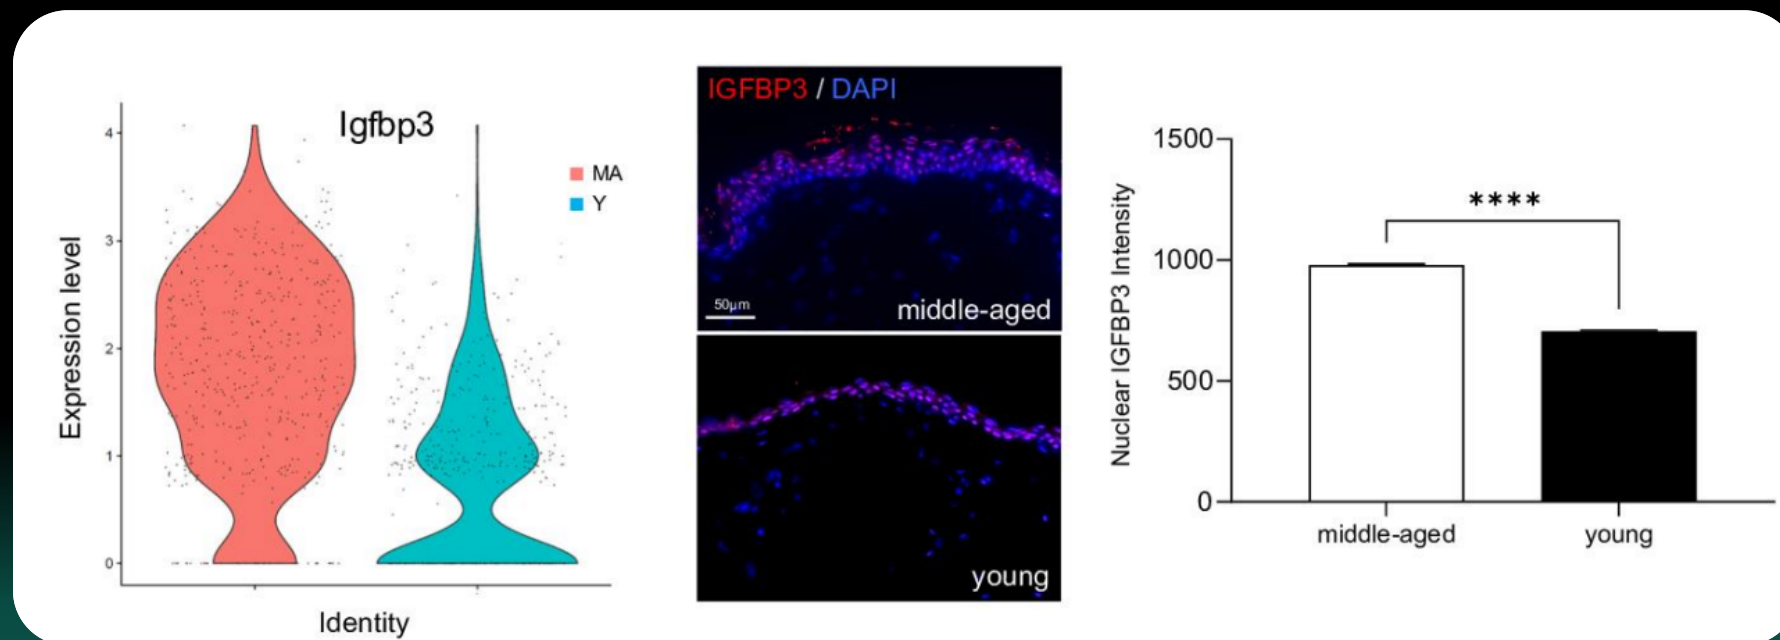 Igfbp3
MA
Y
Expression level
4
3
2
1
0
Identity
IGFBP3 / DAPI
50µm
middle-aged
young
Nuclear IGFBP3 Intensity
1500
1000
500
0
****
middle-aged
young